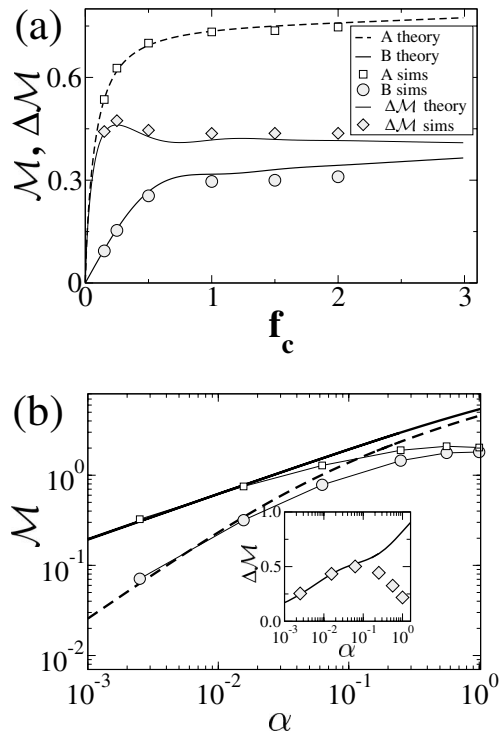 (a)
ℳ, Δℳ
0.6
0.3
0
A theory
B theory
A sims
B sims
Δℳ theory
Δℳ sims
0 1 2 3
f_c
(b)
ℳ
10^0
10^-1
10^-2
10^-3 10^-2 10^-1 10^0
α
Δℳ
1.0
0.5
0.0
10^-3 10^-2 10^-1 10^0
α